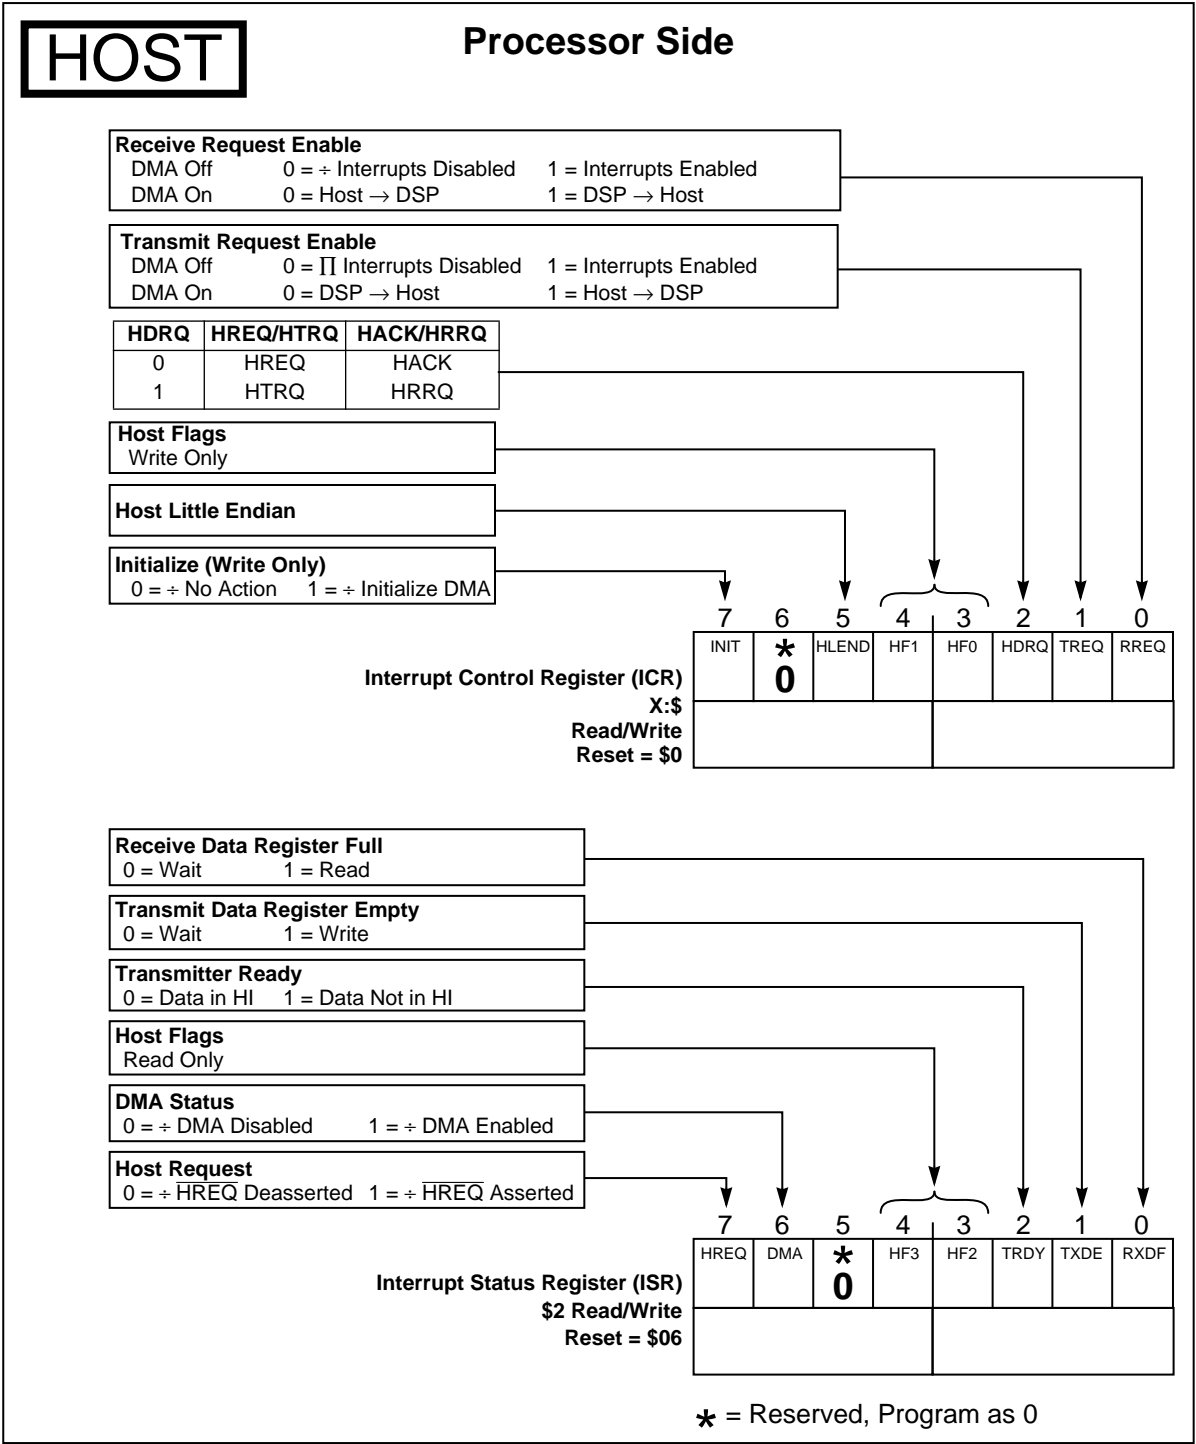 HOST
Processor Side
Receive Request Enable
DMA Off 0 = ÷ Interrupts Disabled 1 = Interrupts Enabled
DMA On 0 = Host → DSP 1 = DSP → Host
Transmit Request Enable
DMA Off 0 = ∏ Interrupts Disabled 1 = Interrupts Enabled
DMA On 0 = DSP → Host 1 = Host → DSP
HDRQ HREQ/HTRQ HACK/HRRQ
0 HREQ HACK
1 HTRQ HRRQ
Host Flags
Write Only
Host Little Endian
Initialize (Write Only)
0 = ÷ No Action 1 = ÷ Initialize DMA
7 6 5 4 3 2 1 0
INIT * HLEND HF1 HF0 HDRQ TREQ RREQ
0
Interrupt Control Register (ICR)
X:$
Read/Write
Reset = $0
Receive Data Register Full
0 = Wait 1 = Read
Transmit Data Register Empty
0 = Wait 1 = Write
Transmitter Ready
0 = Data in HI 1 = Data Not in HI
Host Flags
Read Only
DMA Status
0 = ÷ DMA Disabled 1 = ÷ DMA Enabled
Host Request
0 = ÷ H̅R̅E̅Q̅ Deasserted 1 = ÷ H̅R̅E̅Q̅ Asserted
7 6 5 4 3 2 1 0
HREQ DMA * HF3 HF2 TRDY TXDE RXDF
0
Interrupt Status Register (ISR)
$2 Read/Write
Reset = $06
* = Reserved, Program as 0